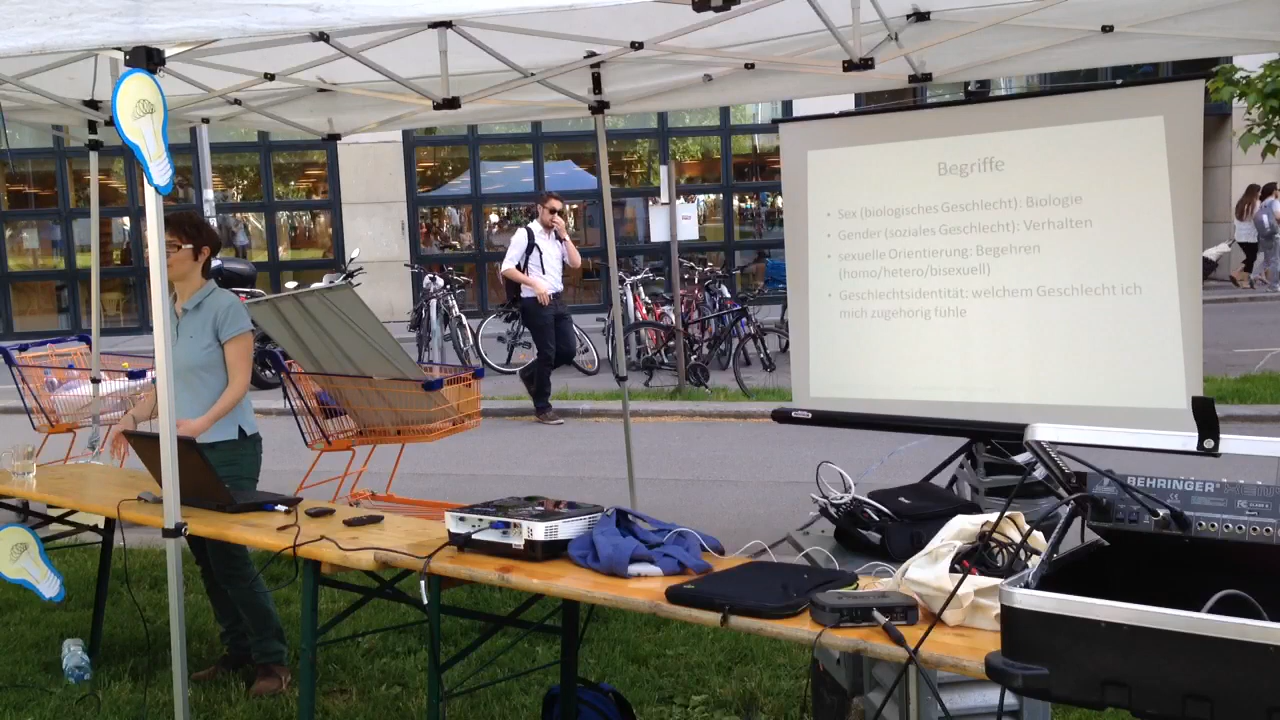 Begriffe
• Sex (biologisches Geschlecht): Biologie
• Gender (soziales Geschlecht): Verhalten
• sexuelle Orientierung: Begehren
(homo/hetero/bisexuell)
• Geschlechtsidentität: welchem Geschlecht ich
mich zugehörig fühle
BEHRINGER